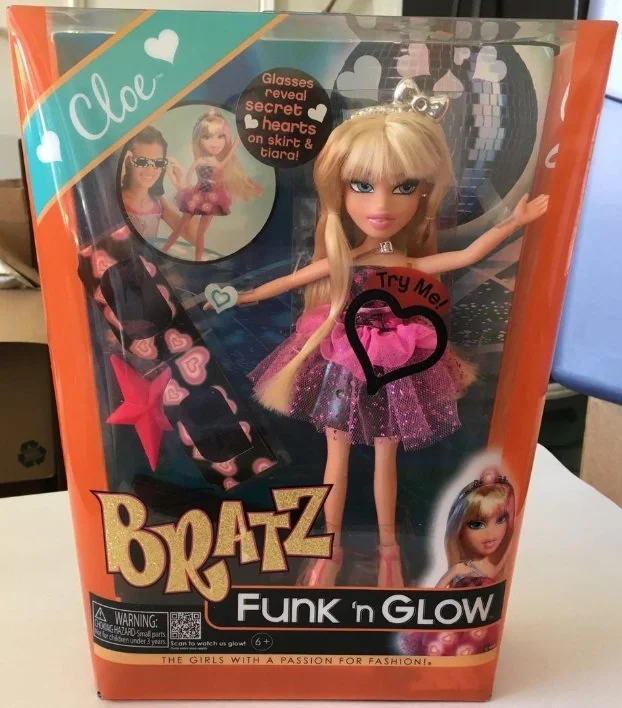 Cloe™
Glasses
reveal
secret
hearts
on skirt &
tiara!
Try Me!
BRATZ
FUNK 'n GLOW
WARNING:
CHOKING HAZARD-Small parts
Not for children under 3 years.
Scan to watch us glow!
6+
THE GIRLS WITH A PASSION FOR FASHION!®